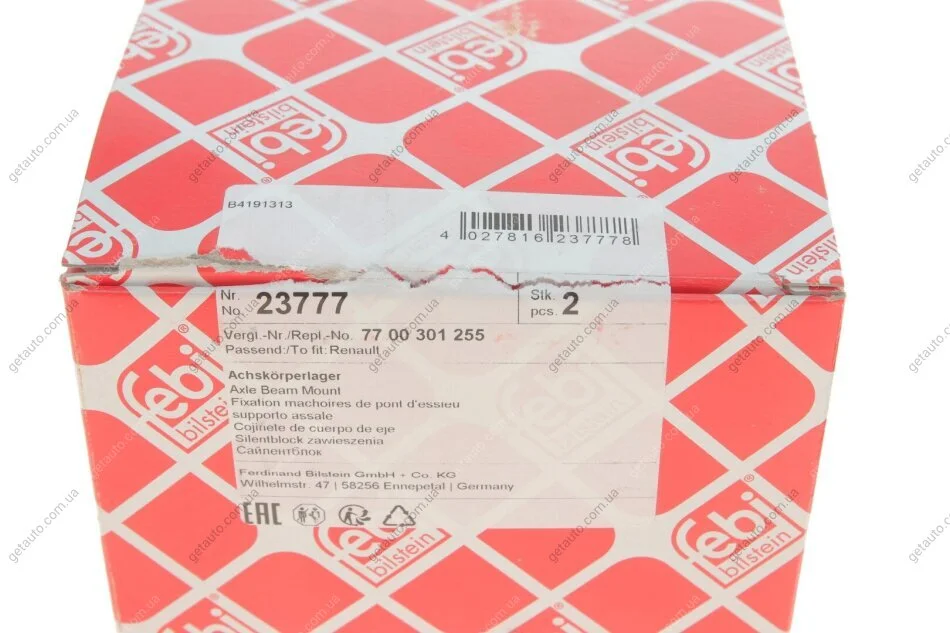 B4191313
4 027816 237778
Nr.
No. 23777
Stk.
pcs. 2
Vergl.-Nr./Repl.-No. 77 00 301 255
Passend:/To fit: Renault
Achskörperlager
Axle Beam Mount
Fixation machoires de pont d'essieu
supporto assale
Cojinete de cuerpo de eje
Silentblock zawieszenia
Сайлентблок
Ferdinand Bilstein GmbH + Co. KG
Wilhelmstr. 47 | 58256 Ennepetal | Germany
EAC
febi
bilstein
getauto.com.ua